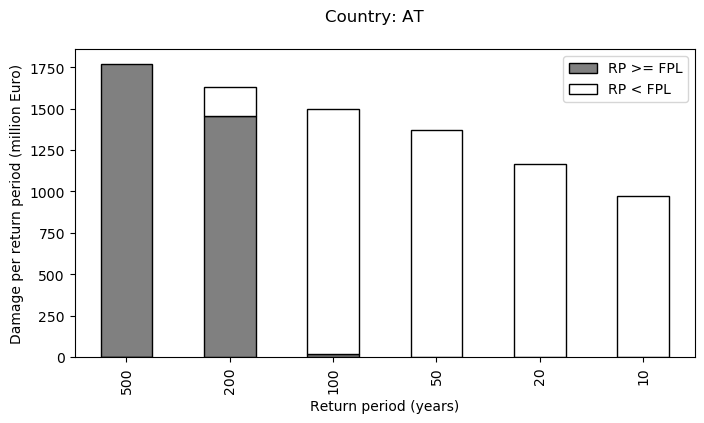 Country: AT
RP >= FPL
RP < FPL
Damage per return period (million Euro)
1750
1500
1250
1000
750
500
250
0
500
200
100
50
20
10
Return period (years)